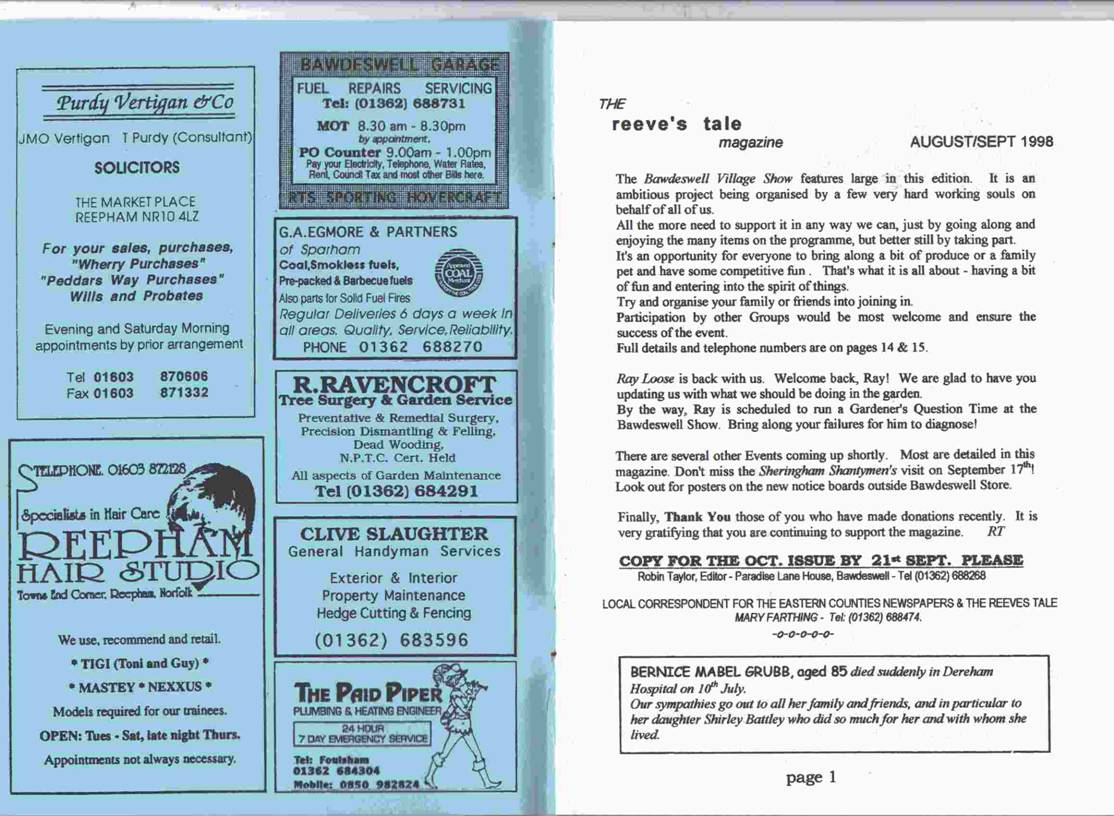 Purdy Vertigan & Co
JMO Vertigan T Purdy (Consultant)
SOLICITORS
THE MARKET PLACE
REEPHAM NR10 4LZ
For your sales, purchases,
"Wherry Purchases"
"Peddars Way Purchases"
Wills and Probates
Evening and Saturday Morning
appointments by prior arrangement
Tel 01603 870606
Fax 01603 871332
TELEPHONE. 01603 872128
Specialists in Hair Care
REEPHAM
HAIR STUDIO
Towns End Corner, Reepham, Norfolk
We use, recommend and retail.
* TIGI (Toni and Guy) *
* MASTEY * NEXXUS *
Models required for our trainees.
OPEN: Tues - Sat, late night Thurs.
Appointments not always necessary.
BAWDESWELL GARAGE
FUEL REPAIRS SERVICING
Tel: (01362) 688731
MOT 8.30 am - 8.30pm
by appointment,
PO Counter 9.00am - 1.00pm
Pay your Electricity, Telephone, Water Rates,
Rent, Council Tax and most other Bills here.
RTS SPORTING HOVERCRAFT
G.A.EGMORE & PARTNERS
of Sparham
Coal,Smokless fuels,
Pre-packed & Barbecue fuels
Approved
COAL
Merchant
Also parts for Solid Fuel Fires
Regular Deliveries 6 days a week in
all areas. Quality, Service, Reliability.
PHONE 01362 688270
R.RAVENCROFT
Tree Surgery & Garden Service
Preventative & Remedial Surgery,
Precision Dismantling & Felling,
Dead Wooding,
N.P.T.C. Cert. Held
All aspects of Garden Maintenance
Tel (01362) 684291
CLIVE SLAUGHTER
General Handyman Services
Exterior & Interior
Property Maintenance
Hedge Cutting & Fencing
(01362) 683596
THE PAID PIPER
PLUMBING & HEATING ENGINEER
24 HOUR
7 DAY EMERGENCY SERVICE
Tel: Foulsham
01362 684304
Mobile: 0850 982824
THE
reeve's tale
magazine AUGUST/SEPT 1998
The Bawdeswell Village Show features large in this edition. It is an
ambitious project being organised by a few very hard working souls on
behalf of all of us.
All the more need to support it in any way we can, just by going along and
enjoying the many items on the programme, but better still by taking part.
It's an opportunity for everyone to bring along a bit of produce or a family
pet and have some competitive fun . That's what it is all about - having a bit
of fun and entering into the spirit of things.
Try and organise your family or friends into joining in.
Participation by other Groups would be most welcome and ensure the
success of the event.
Full details and telephone numbers are on pages 14 & 15.
Ray Loose is back with us. Welcome back, Ray! We are glad to have you
updating us with what we should be doing in the garden.
By the way, Ray is scheduled to run a Gardener's Question Time at the
Bawdeswell Show. Bring along your failures for him to diagnose!
There are several other Events coming up shortly. Most are detailed in this
magazine. Don't miss the Sheringham Shantymen's visit on September 17th!
Look out for posters on the new notice boards outside Bawdeswell Store.
Finally, Thank You those of you who have made donations recently. It is
very gratifying that you are continuing to support the magazine. RT
COPY FOR THE OCT. ISSUE BY 21st SEPT. PLEASE
Robin Taylor, Editor - Paradise Lane House, Bawdeswell - Tel (01362) 688268
LOCAL CORRESPONDENT FOR THE EASTERN COUNTIES NEWSPAPERS & THE REEVES TALE
MARY FARTHING - Tel: (01362) 688474.
-o-o-o-o-o-
BERNICE MABEL GRUBB, aged 85 died suddenly in Dereham
Hospital on 10th July.
Our sympathies go out to all her family and friends, and in particular to
her daughter Shirley Battley who did so much for her and with whom she
lived.
page 1